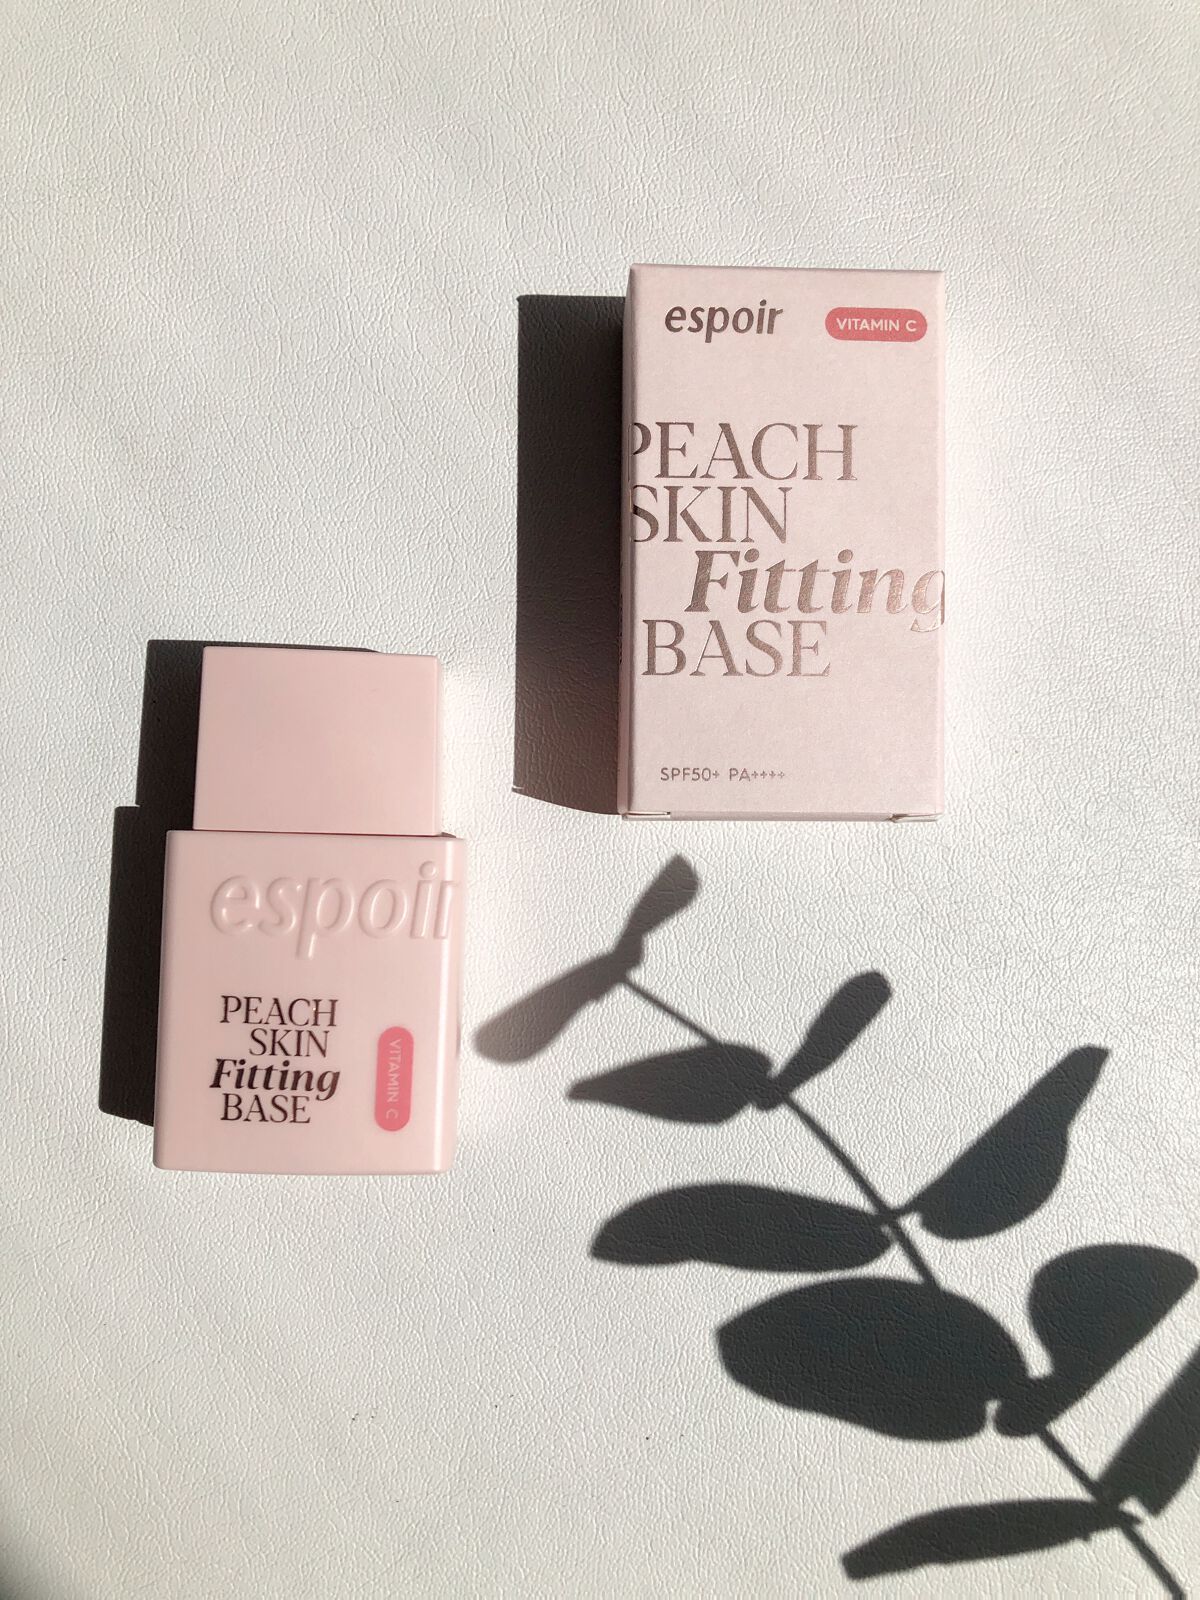 espoir
VITAMIN C
PEACH
SKIN
Fitting
BASE
SPF50+ PA++++
espoir
PEACH
SKIN
Fitting
BASE
VITAMIN C